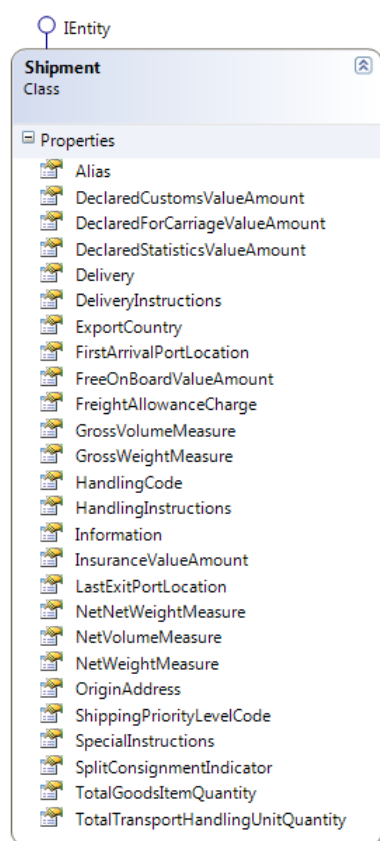 IEntity
Shipment
Class
Properties
Alias
DeclaredCustomsValueAmount
DeclaredForCarriageValueAmount
DeclaredStatisticsValueAmount
Delivery
DeliveryInstructions
ExportCountry
FirstArrivalPortLocation
FreeOnBoardValueAmount
FreightAllowanceCharge
GrossVolumeMeasure
GrossWeightMeasure
HandlingCode
HandlingInstructions
Information
InsuranceValueAmount
LastExitPortLocation
NetNetWeightMeasure
NetVolumeMeasure
NetWeightMeasure
OriginAddress
ShippingPriorityLevelCode
SpecialInstructions
SplitConsignmentIndicator
TotalGoodsItemQuantity
TotalTransportHandlingUnitQuantity